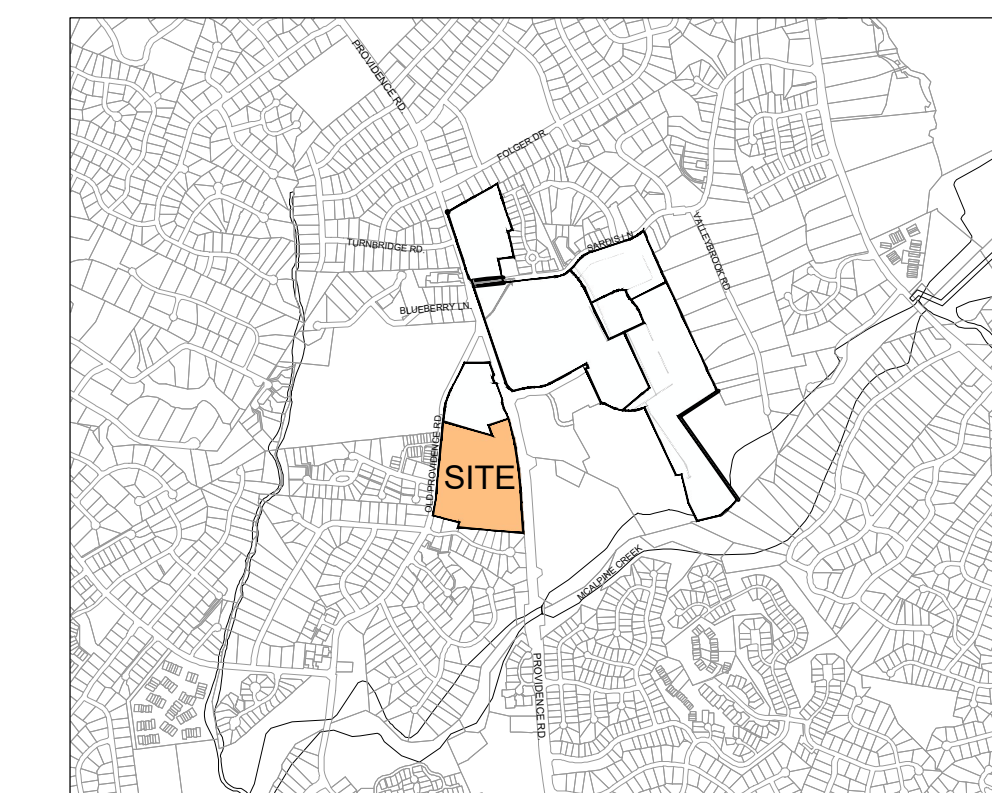 PROVIDENCE RD
FOLGER DR.
TURNBRIDGE RD.
SARDIS LN.
VALLEYBROOK RD
BLUEBERRY LN.
OLD PROVIDENCE RD.
SITE
MCALPINE CREEK
PROVIDENCE RD.